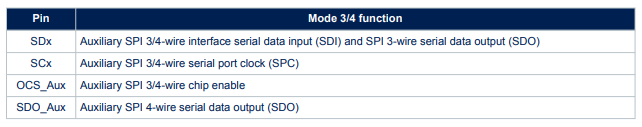 Pin Mode 3/4 function
SDx Auxiliary SPI 3/4-wire interface serial data input (SDI) and SPI 3-wire serial data output (SDO)
SCx Auxiliary SPI 3/4-wire serial port clock (SPC)
OCS_Aux Auxiliary SPI 3/4-wire chip enable
SDO_Aux Auxiliary SPI 4-wire serial data output (SDO)